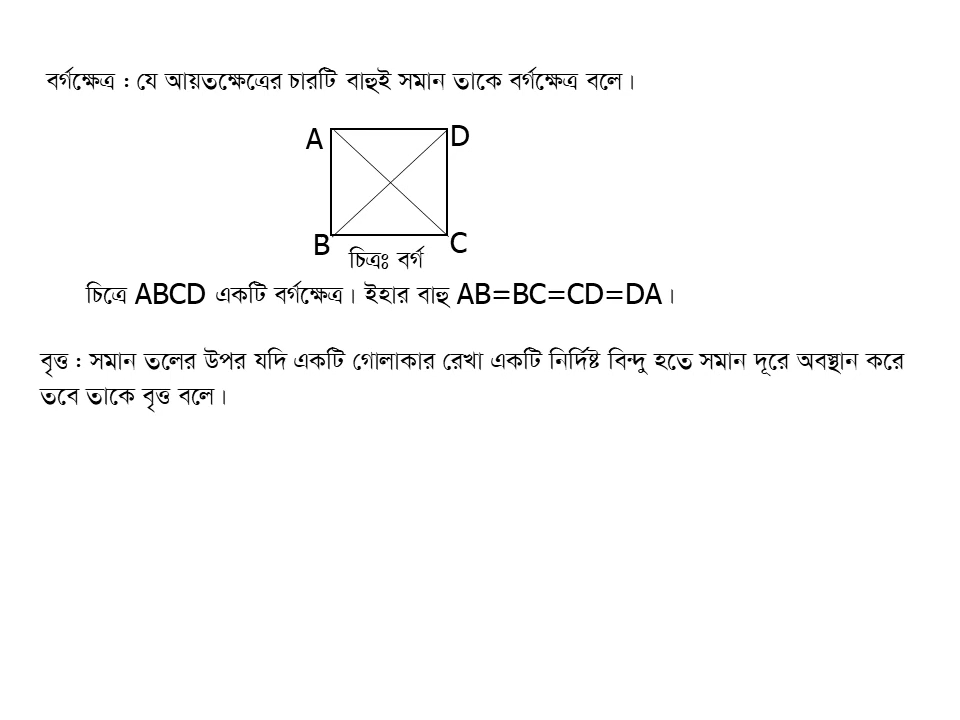 বর্গক্ষেত্র : যে আয়তক্ষেত্রের চারটি বাহুই সমান তাকে বর্গক্ষেত্র বলে।
A D
B C
চিত্রঃ বর্গ
চিত্রে ABCD একটি বর্গক্ষেত্র। ইহার বাহু AB=BC=CD=DA।
বৃত্ত : সমান তলের উপর যদি একটি গোলাকার রেখা একটি নির্দিষ্ট বিন্দু হতে সমান দূরে অবস্থান করে
তবে তাকে বৃত্ত বলে।